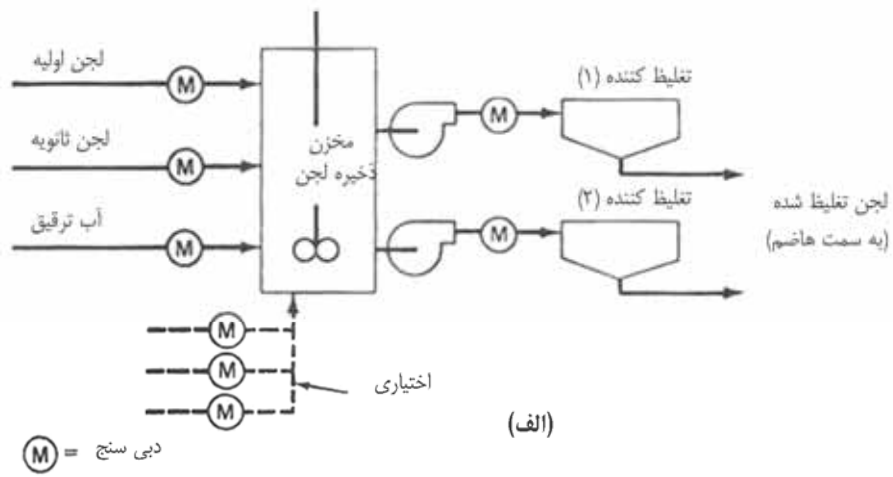 لجن اولیه
M
لجن ثانویه
M
آب ترقیق
M
مخزن
ذخیره لجن
M
تغلیظ کننده (۱)
M
تغلیظ کننده (۲)
لجن تغلیظ شده
(به سمت هاضم)
M
M
M
اختیاری
(الف)
M = دبی سنج